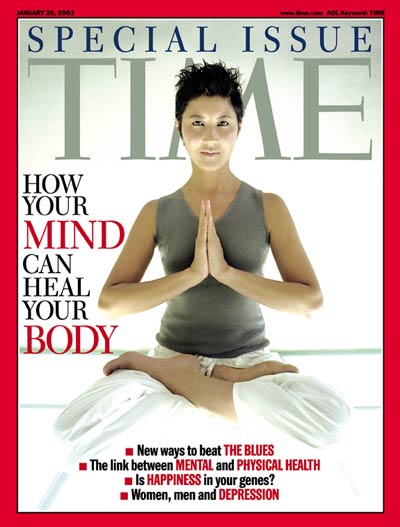 JANUARY 20, 2003
www.time.com AOL Keyword: TIME
SPECIAL ISSUE
TIME
HOW
YOUR
MIND
CAN
HEAL
YOUR
BODY
■ New ways to beat THE BLUES
■ The link between MENTAL and PHYSICAL HEALTH
■ Is HAPPINESS in your genes?
■ Women, men and DEPRESSION